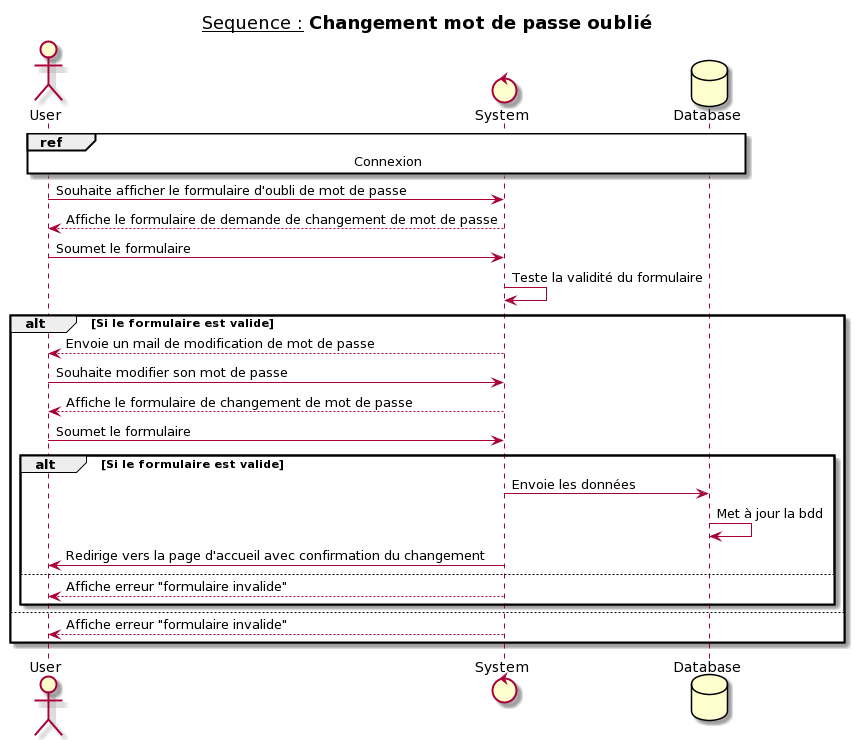 Sequence : Changement mot de passe oublié
User
System
Database
ref
Connexion
Souhaite afficher le formulaire d'oubli de mot de passe
Affiche le formulaire de demande de changement de mot de passe
Soumet le formulaire
Teste la validité du formulaire
alt [Si le formulaire est valide]
Envoie un mail de modification de mot de passe
Souhaite modifier son mot de passe
Affiche le formulaire de changement de mot de passe
Soumet le formulaire
alt [Si le formulaire est valide]
Envoie les données
Met à jour la bdd
Redirige vers la page d'accueil avec confirmation du changement
Affiche erreur "formulaire invalide"
Affiche erreur "formulaire invalide"
User
System
Database